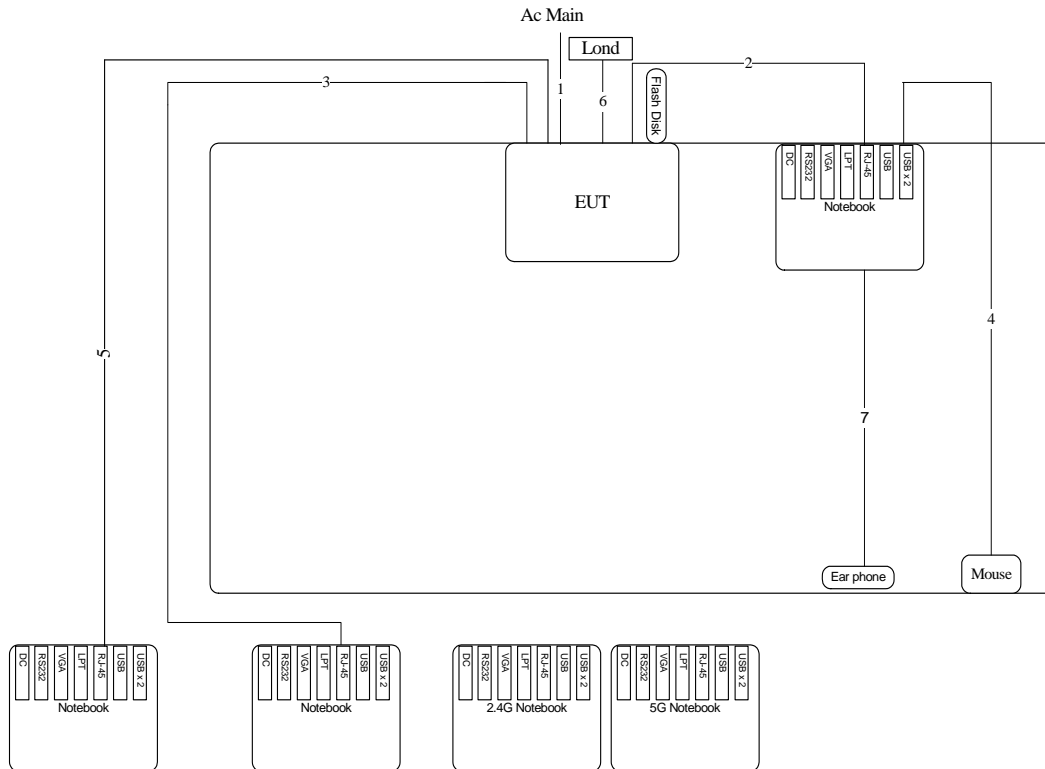 Ac Main
Lond
2
3
1
6
Flash Disk
EUT
DC
RS232
VGA
LPT
RJ-45
USB
USB x 2
Notebook
4
5
7
Ear phone
Mouse
DC
RS232
VGA
LPT
RJ-45
USB
USB x 2
Notebook
DC
RS232
VGA
LPT
RJ-45
USB
USB x 2
Notebook
DC
RS232
VGA
LPT
RJ-45
USB
USB x 2
2.4G Notebook
DC
RS232
VGA
LPT
RJ-45
USB
USB x 2
5G Notebook